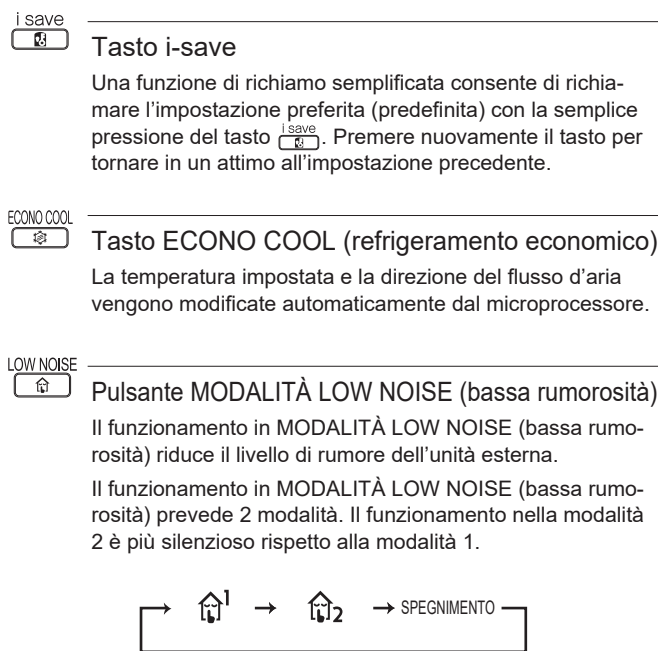 i save
Tasto i-save
Una funzione di richiamo semplificata consente di richia-
mare l’impostazione preferita (predefinita) con la semplice
pressione del tasto i save. Premere nuovamente il tasto per
tornare in un attimo all’impostazione precedente.
ECONO COOL
Tasto ECONO COOL (refrigeramento economico)
La temperatura impostata e la direzione del flusso d’aria
vengono modificate automaticamente dal microprocessore.
LOW NOISE
Pulsante MODALITÀ LOW NOISE (bassa rumorosità)
Il funzionamento in MODALITÀ LOW NOISE (bassa rumo-
rosità) riduce il livello di rumore dell’unità esterna.
Il funzionamento in MODALITÀ LOW NOISE (bassa rumo-
rosità) prevede 2 modalità. Il funzionamento nella modalità
2 è più silenzioso rispetto alla modalità 1.
→ 1 → 2 → SPEGNIMENTO